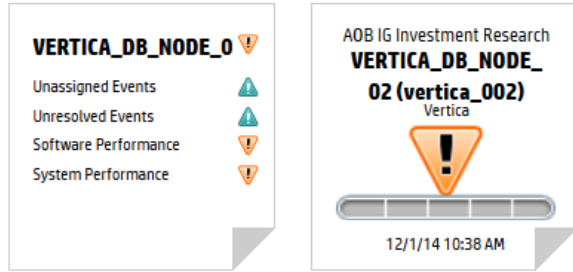 VERTICA_DB_NODE_0
Unassigned Events
Unresolved Events
Software Performance
System Performance
AOB IG Investment Research
VERTICA_DB_NODE_
02 (vertica_002)
Vertica
12/1/14 10:38 AM